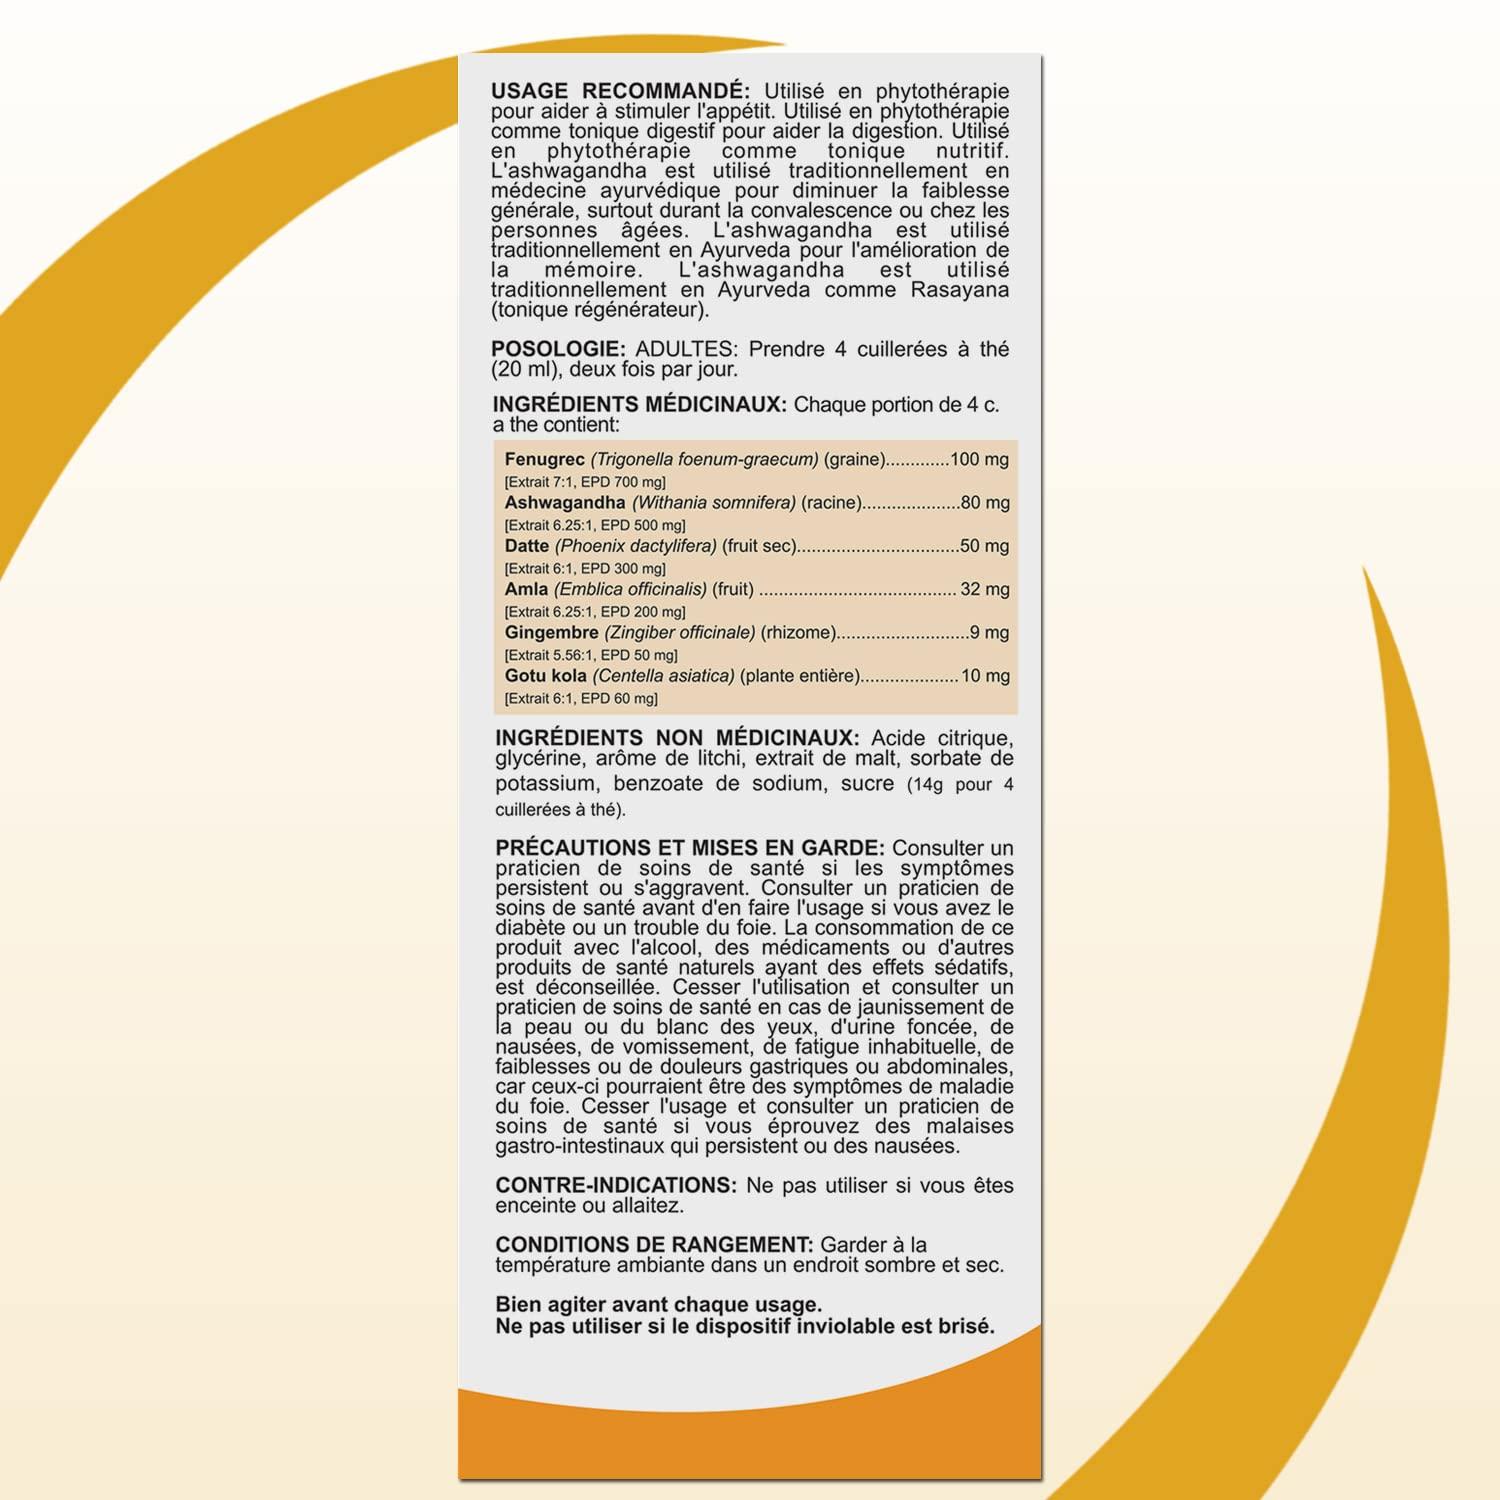 USAGE RECOMMANDÉ: Utilisé en phytothérapie
pour aider à stimuler l'appétit. Utilisé en phytothérapie
comme tonique digestif pour aider la digestion. Utilisé
en phytothérapie comme tonique nutritif.
L'ashwagandha est utilisé traditionnellement en
médecine ayurvédique pour diminuer la faiblesse
générale, surtout durant la convalescence ou chez les
personnes âgées. L'ashwagandha est utilisé
traditionnellement en Ayurveda pour l'amélioration de
la mémoire. L'ashwagandha est utilisé
traditionnellement en Ayurveda comme Rasayana
(tonique régénérateur).
POSOLOGIE: ADULTES: Prendre 4 cuillerées à thé
(20 ml), deux fois par jour.
INGRÉDIENTS MÉDICINAUX: Chaque portion de 4 c.
a the contient:
Fenugrec (Trigonella foenum-graecum) (graine).............100 mg
[Extrait 7:1, EPD 700 mg]
Ashwagandha (Withania somnifera) (racine)....................80 mg
[Extrait 6.25:1, EPD 500 mg]
Datte (Phoenix dactylifera) (fruit sec).................................50 mg
[Extrait 6:1, EPD 300 mg]
Amla (Emblica officinalis) (fruit) ........................................ 32 mg
[Extrait 6.25:1, EPD 200 mg]
Gingembre (Zingiber officinale) (rhizome)...........................9 mg
[Extrait 5.56:1, EPD 50 mg]
Gotu kola (Centella asiatica) (plante entière)....................10 mg
[Extrait 6:1, EPD 60 mg]
INGRÉDIENTS NON MÉDICINAUX: Acide citrique,
glycérine, arôme de litchi, extrait de malt, sorbate de
potassium, benzoate de sodium, sucre (14g pour 4
cuillerées à thé).
PRÉCAUTIONS ET MISES EN GARDE: Consulter un
praticien de soins de santé si les symptômes
persistent ou s'aggravent. Consulter un praticien de
soins de santé avant d'en faire l'usage si vous avez le
diabète ou un trouble du foie. La consommation de ce
produit avec l'alcool, des médicaments ou d'autres
produits de santé naturels ayant des effets sédatifs,
est déconseillée. Cesser l'utilisation et consulter un
praticien de soins de santé en cas de jaunissement de
la peau ou du blanc des yeux, d'urine foncée, de
nausées, de vomissement, de fatigue inhabituelle, de
faiblesses ou de douleurs gastriques ou abdominales,
car ceux-ci pourraient être des symptômes de maladie
du foie. Cesser l'usage et consulter un praticien de
soins de santé si vous éprouvez des malaises
gastro-intestinaux qui persistent ou des nausées.
CONTRE-INDICATIONS: Ne pas utiliser si vous êtes
enceinte ou allaitez.
CONDITIONS DE RANGEMENT: Garder à la
température ambiante dans un endroit sombre et sec.
Bien agiter avant chaque usage.
Ne pas utiliser si le dispositif inviolable est brisé.